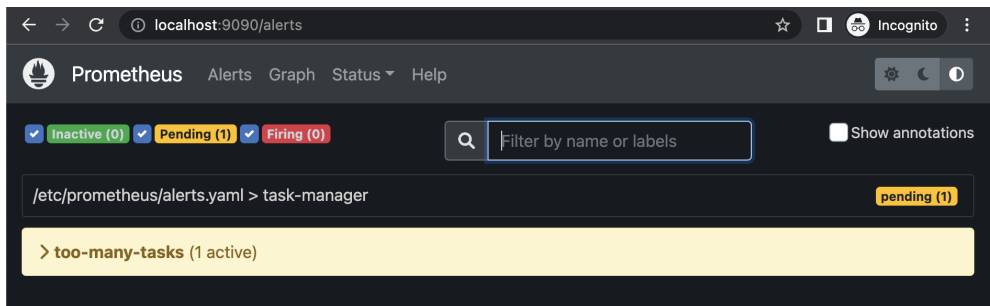 localhost:9090/alerts Incognito
Prometheus Alerts Graph Status Help
Inactive (0) Pending (1) Firing (0) Filter by name or labels Show annotations
/etc/prometheus/alerts.yaml > task-manager pending (1)
too-many-tasks (1 active)